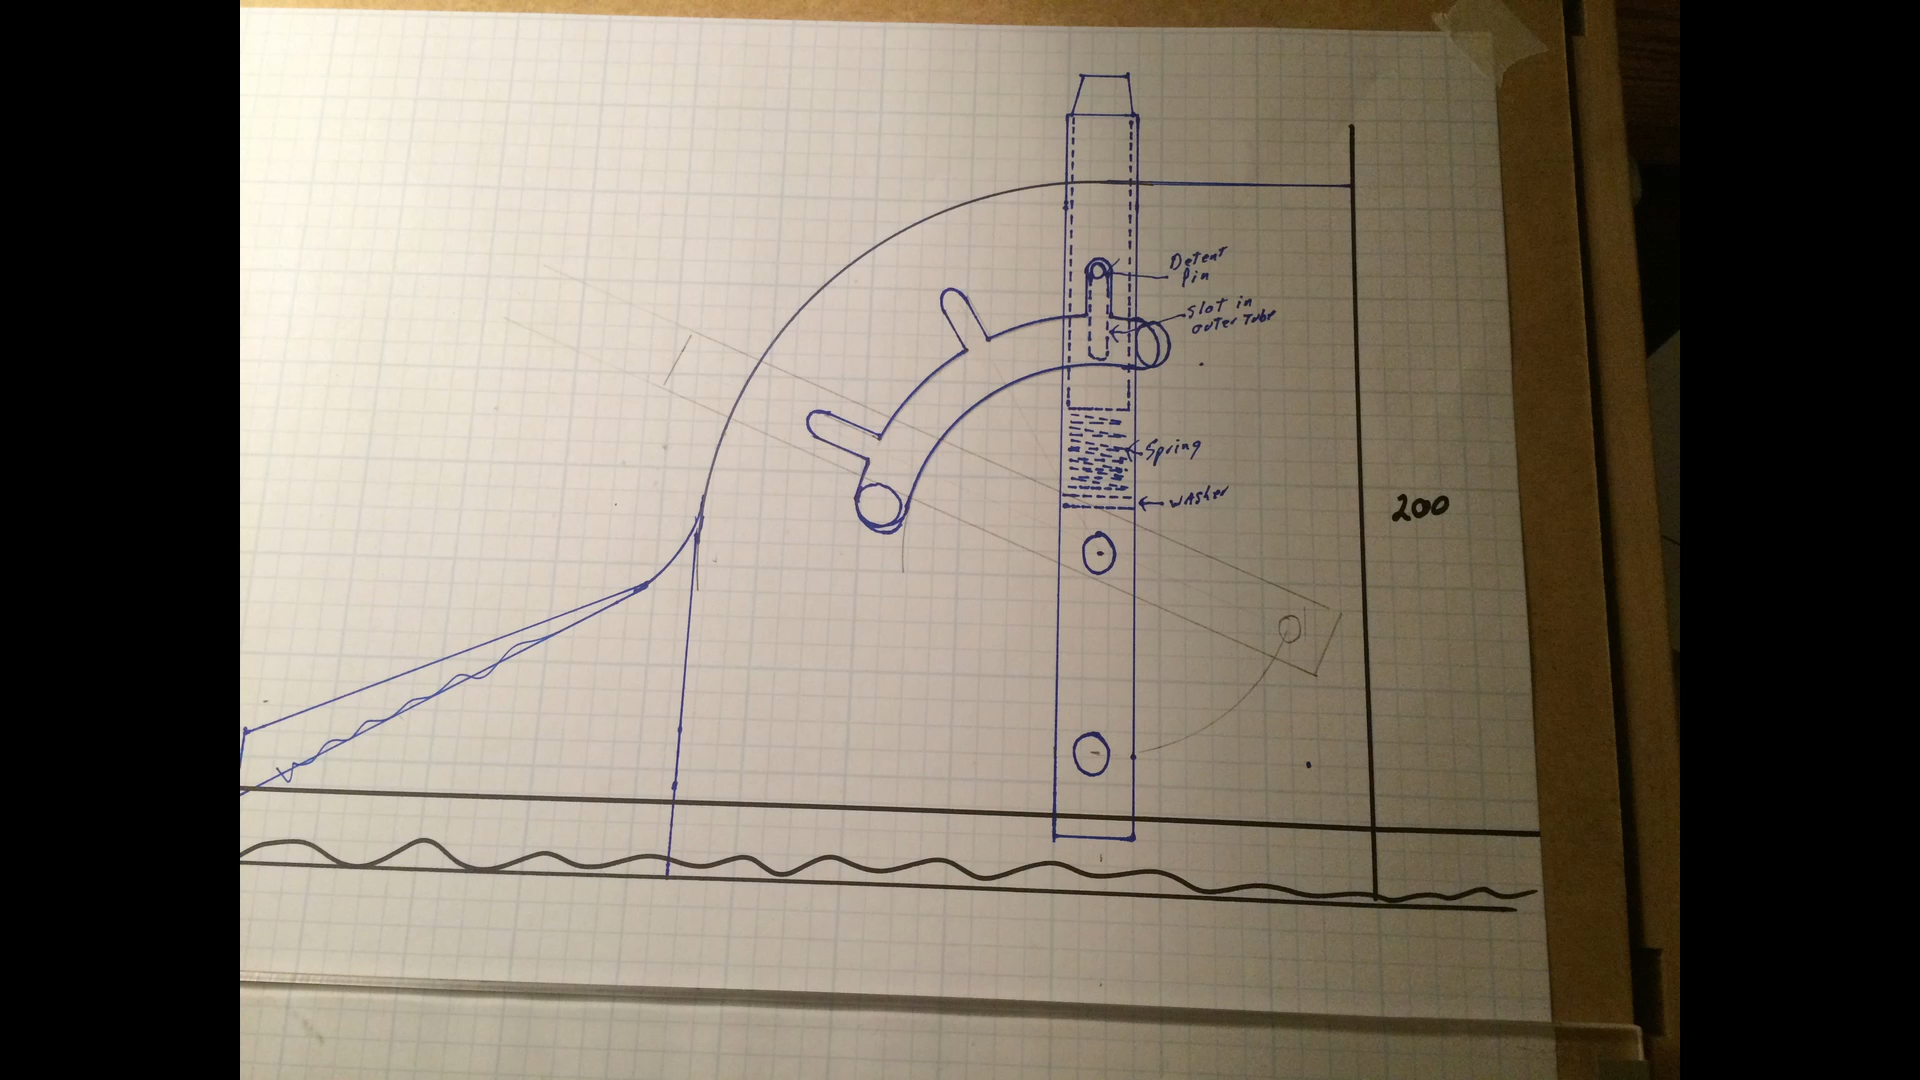 Detent
Pin
slot in
outer Tube
Spring
washer
200